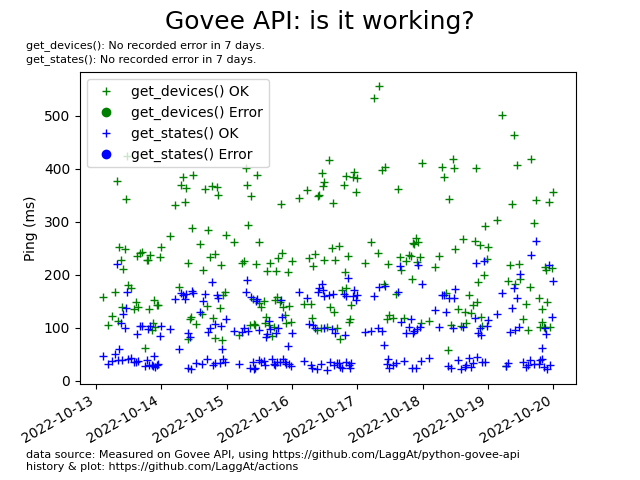 Govee API: is it working?
get_devices(): No recorded error in 7 days.
get_states(): No recorded error in 7 days.
get_devices() OK
get_devices() Error
get_states() OK
get_states() Error
Ping (ms)
500
400
300
200
100
0
2022-10-13
2022-10-14
2022-10-15
2022-10-16
2022-10-17
2022-10-18
2022-10-19
2022-10-20
data source: Measured on Govee API, using https://github.com/LaggAt/python-govee-api
history & plot: https://github.com/LaggAt/actions